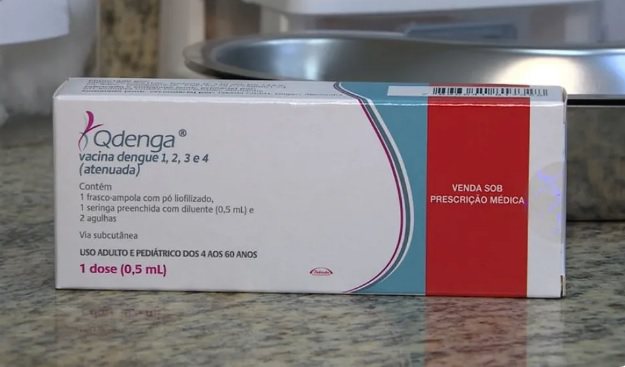 Qdenga®
vacina dengue 1, 2, 3 e 4
(atenuada)
Contém
1 frasco-ampola com pó liofilizado,
1 seringa preenchida com diluente (0,5 mL) e
2 agulhas
Via subcutânea
USO ADULTO E PEDIÁTRICO DOS 4 AOS 60 ANOS
1 dose (0,5 mL)
Takeda
VENDA SOB
PRESCRIÇÃO MÉDICA